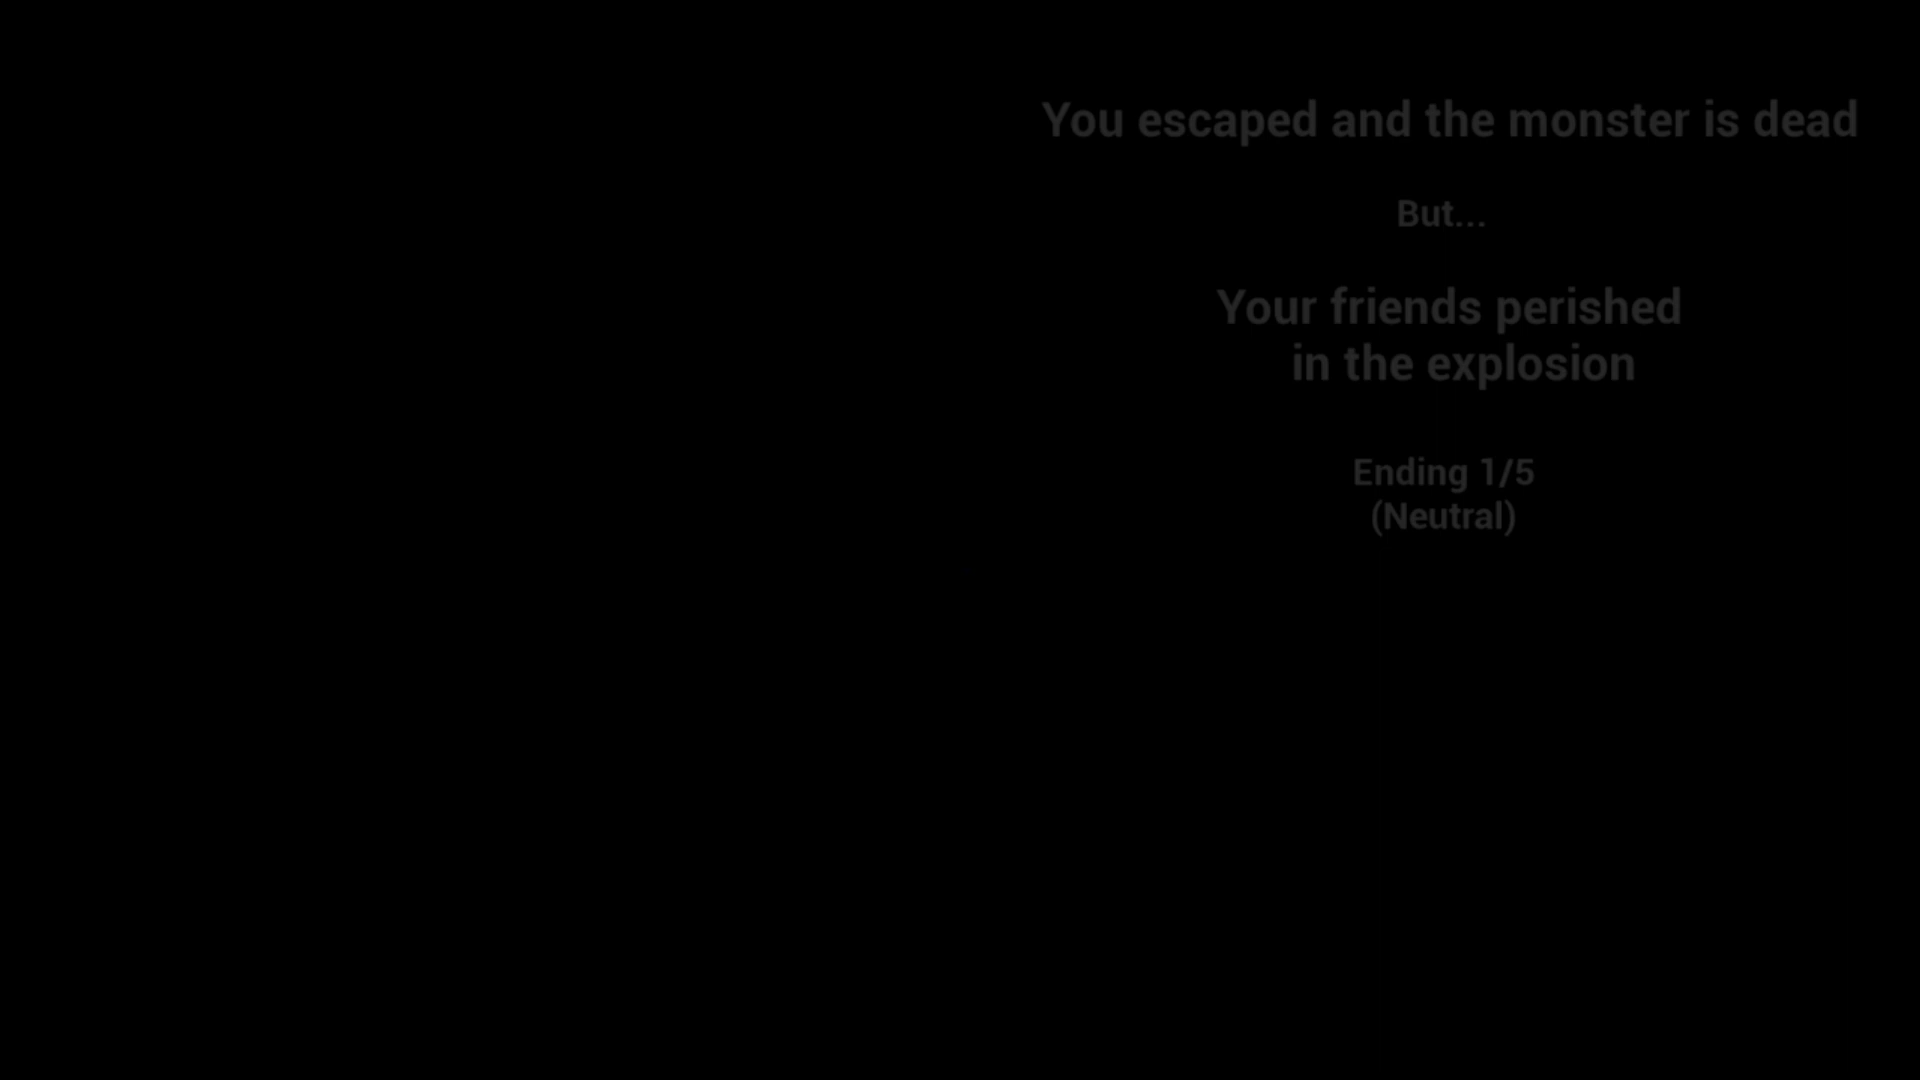 You escaped and the monster is dead
But...
Your friends perished
in the explosion
Ending 1/5
(Neutral)